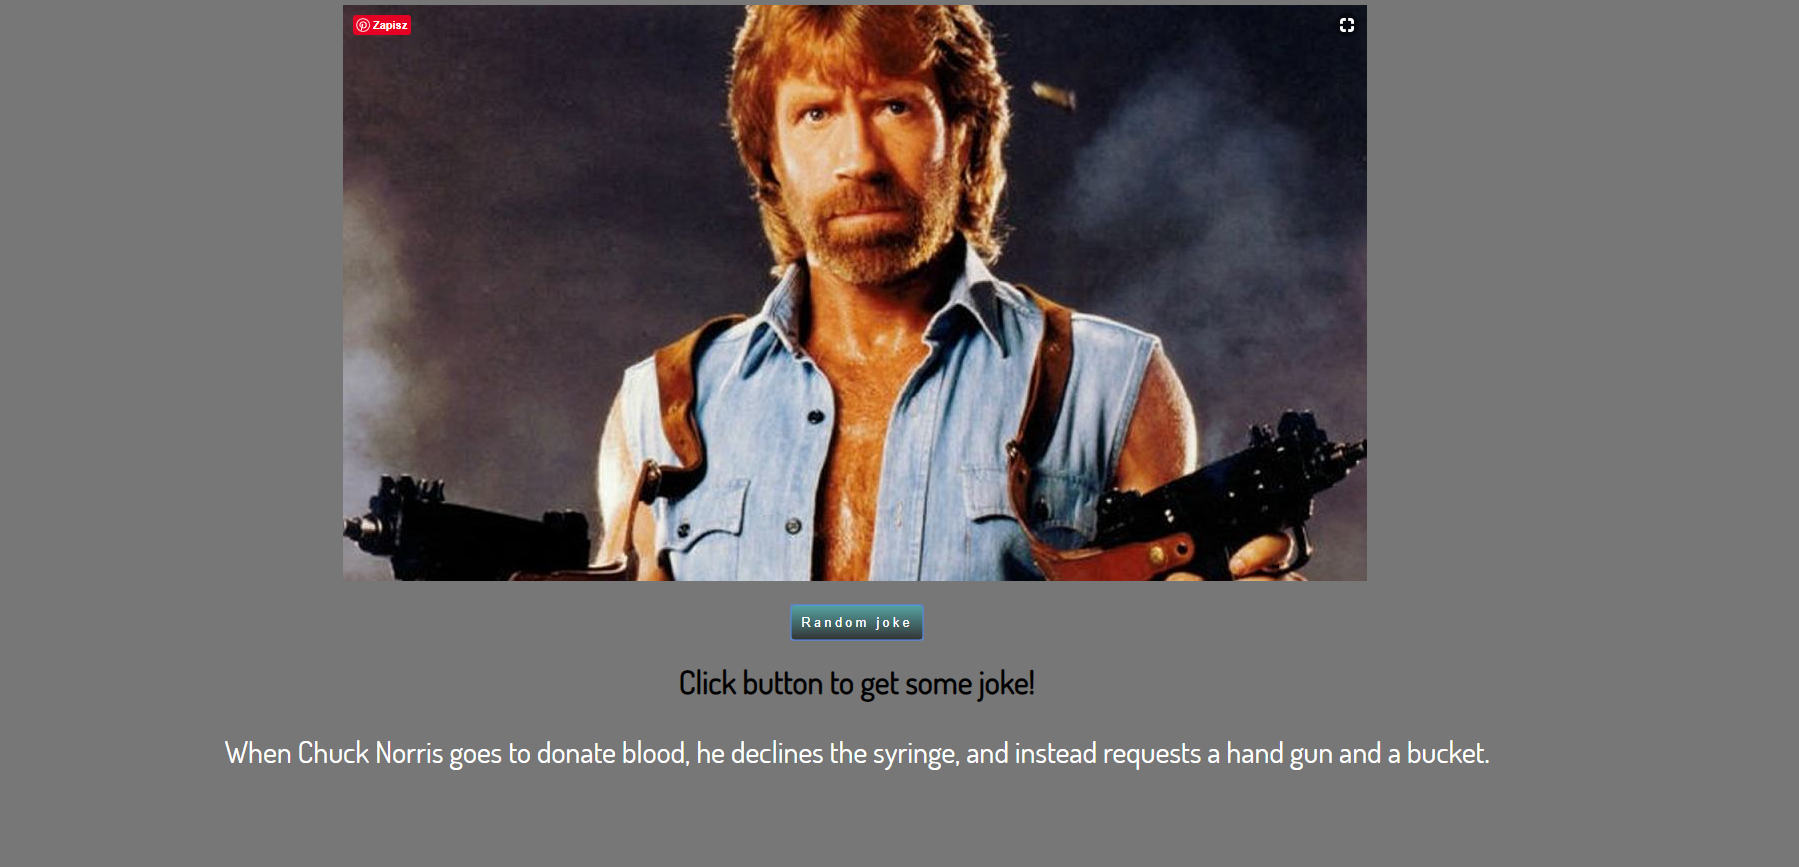 Zapisz
Random joke
Click button to get some joke!
When Chuck Norris goes to donate blood, he declines the syringe, and instead requests a hand gun and a bucket.